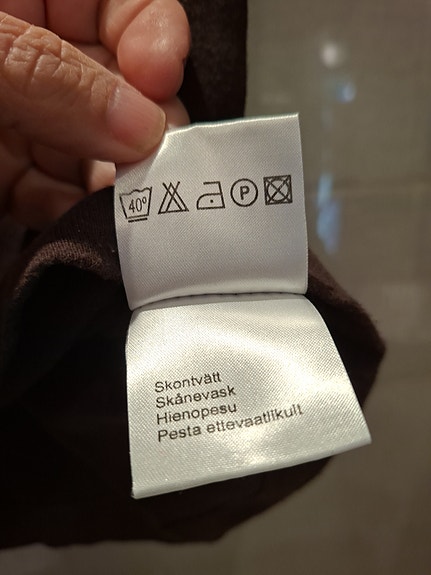 40°
P
Skontvätt
Skånevask
Hienopesu
Pesta ettevaatlikult